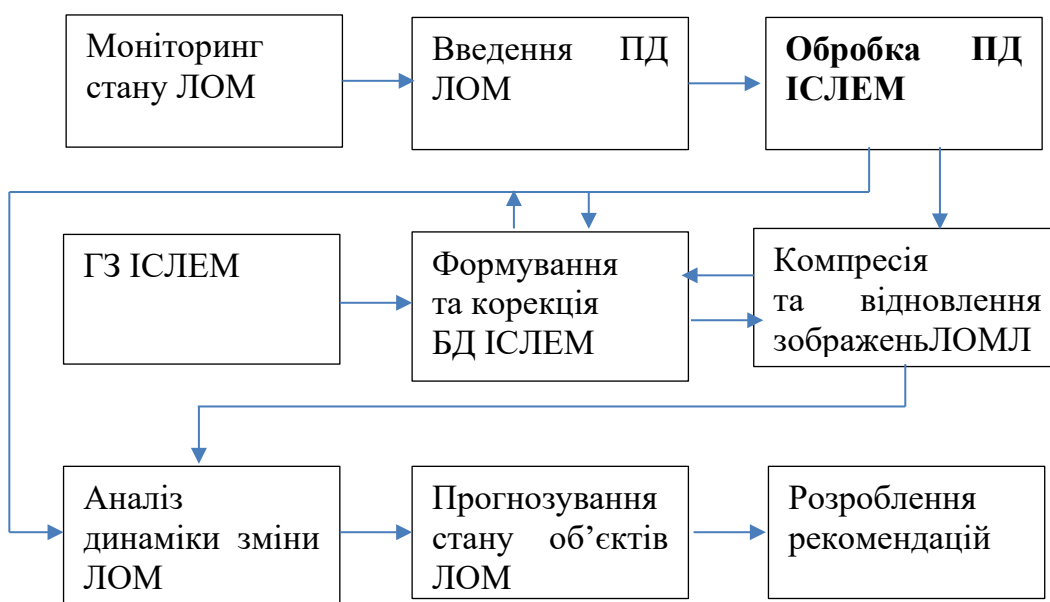 Моніторинг
стану ЛОМ
Введення ПД
ЛОМ
Обробка ПД
ІСЛЕМ
ГЗ ІСЛЕМ
Формування
та корекція
БД ІСЛЕМ
Компресія
та відновлення
зображеньЛОМЛ
Аналіз
динаміки зміни
ЛОМ
Прогнозування
стану об’єктів
ЛОМ
Розроблення
рекомендацій